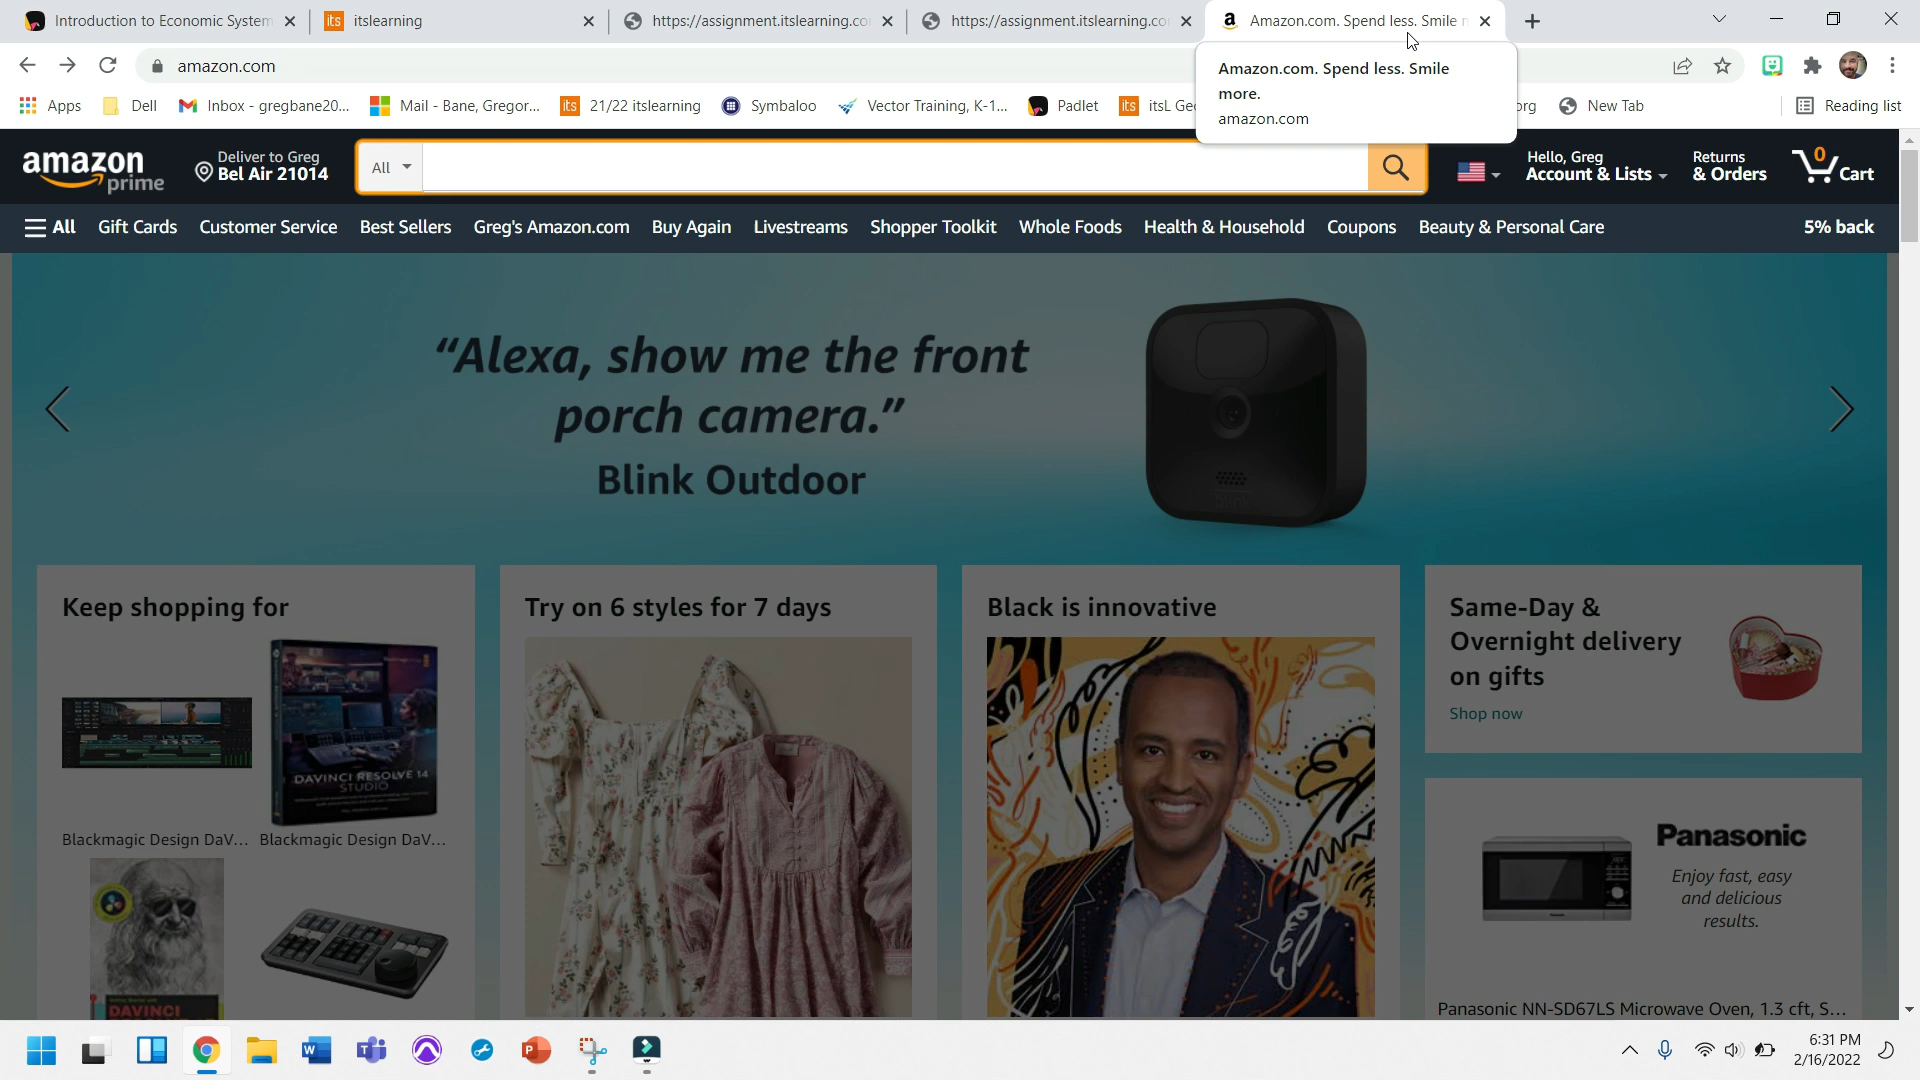 Introduction to Economic System
itslearning
https://assignment.itslearning.co
https://assignment.itslearning.co
Amazon.com. Spend less. Smile m
amazon.com
Amazon.com. Spend less. Smile
more.
amazon.com
Apps
Dell
Inbox - gregbane20...
Mail - Bane, Gregor...
its 21/22 itslearning
Symbaloo
Vector Training, K-1...
Padlet
its itsL Ge
org
New Tab
Reading list
amazon
prime
Deliver to Greg
Bel Air 21014
All
Hello, Greg
Account & Lists
Returns
& Orders
0
Cart
All
Gift Cards
Customer Service
Best Sellers
Greg's Amazon.com
Buy Again
Livestreams
Shopper Toolkit
Whole Foods
Health & Household
Coupons
Beauty & Personal Care
5% back
“Alexa, show me the front
porch camera.”
Blink Outdoor
Keep shopping for
DAVINCI RESOLVE 14
STUDIO
Blackmagic Design DaV...
Blackmagic Design DaV...
DAVINCI
Try on 6 styles for 7 days
Black is innovative
Same-Day &
Overnight delivery
on gifts
Shop now
Panasonic
Enjoy fast, easy
and delicious
results.
Panasonic NN-SD67LS Microwave Oven, 1.3 cft, S...
6:31 PM
2/16/2022